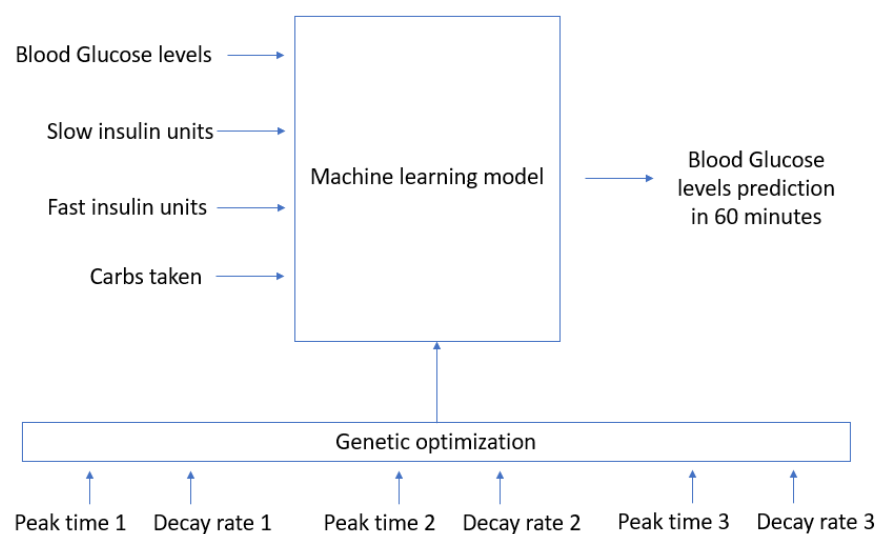 Blood Glucose levels
Slow insulin units
Fast insulin units
Carbs taken
Machine learning model
Blood Glucose
levels prediction
in 60 minutes
Genetic optimization
Peak time 1
Decay rate 1
Peak time 2
Decay rate 2
Peak time 3
Decay rate 3